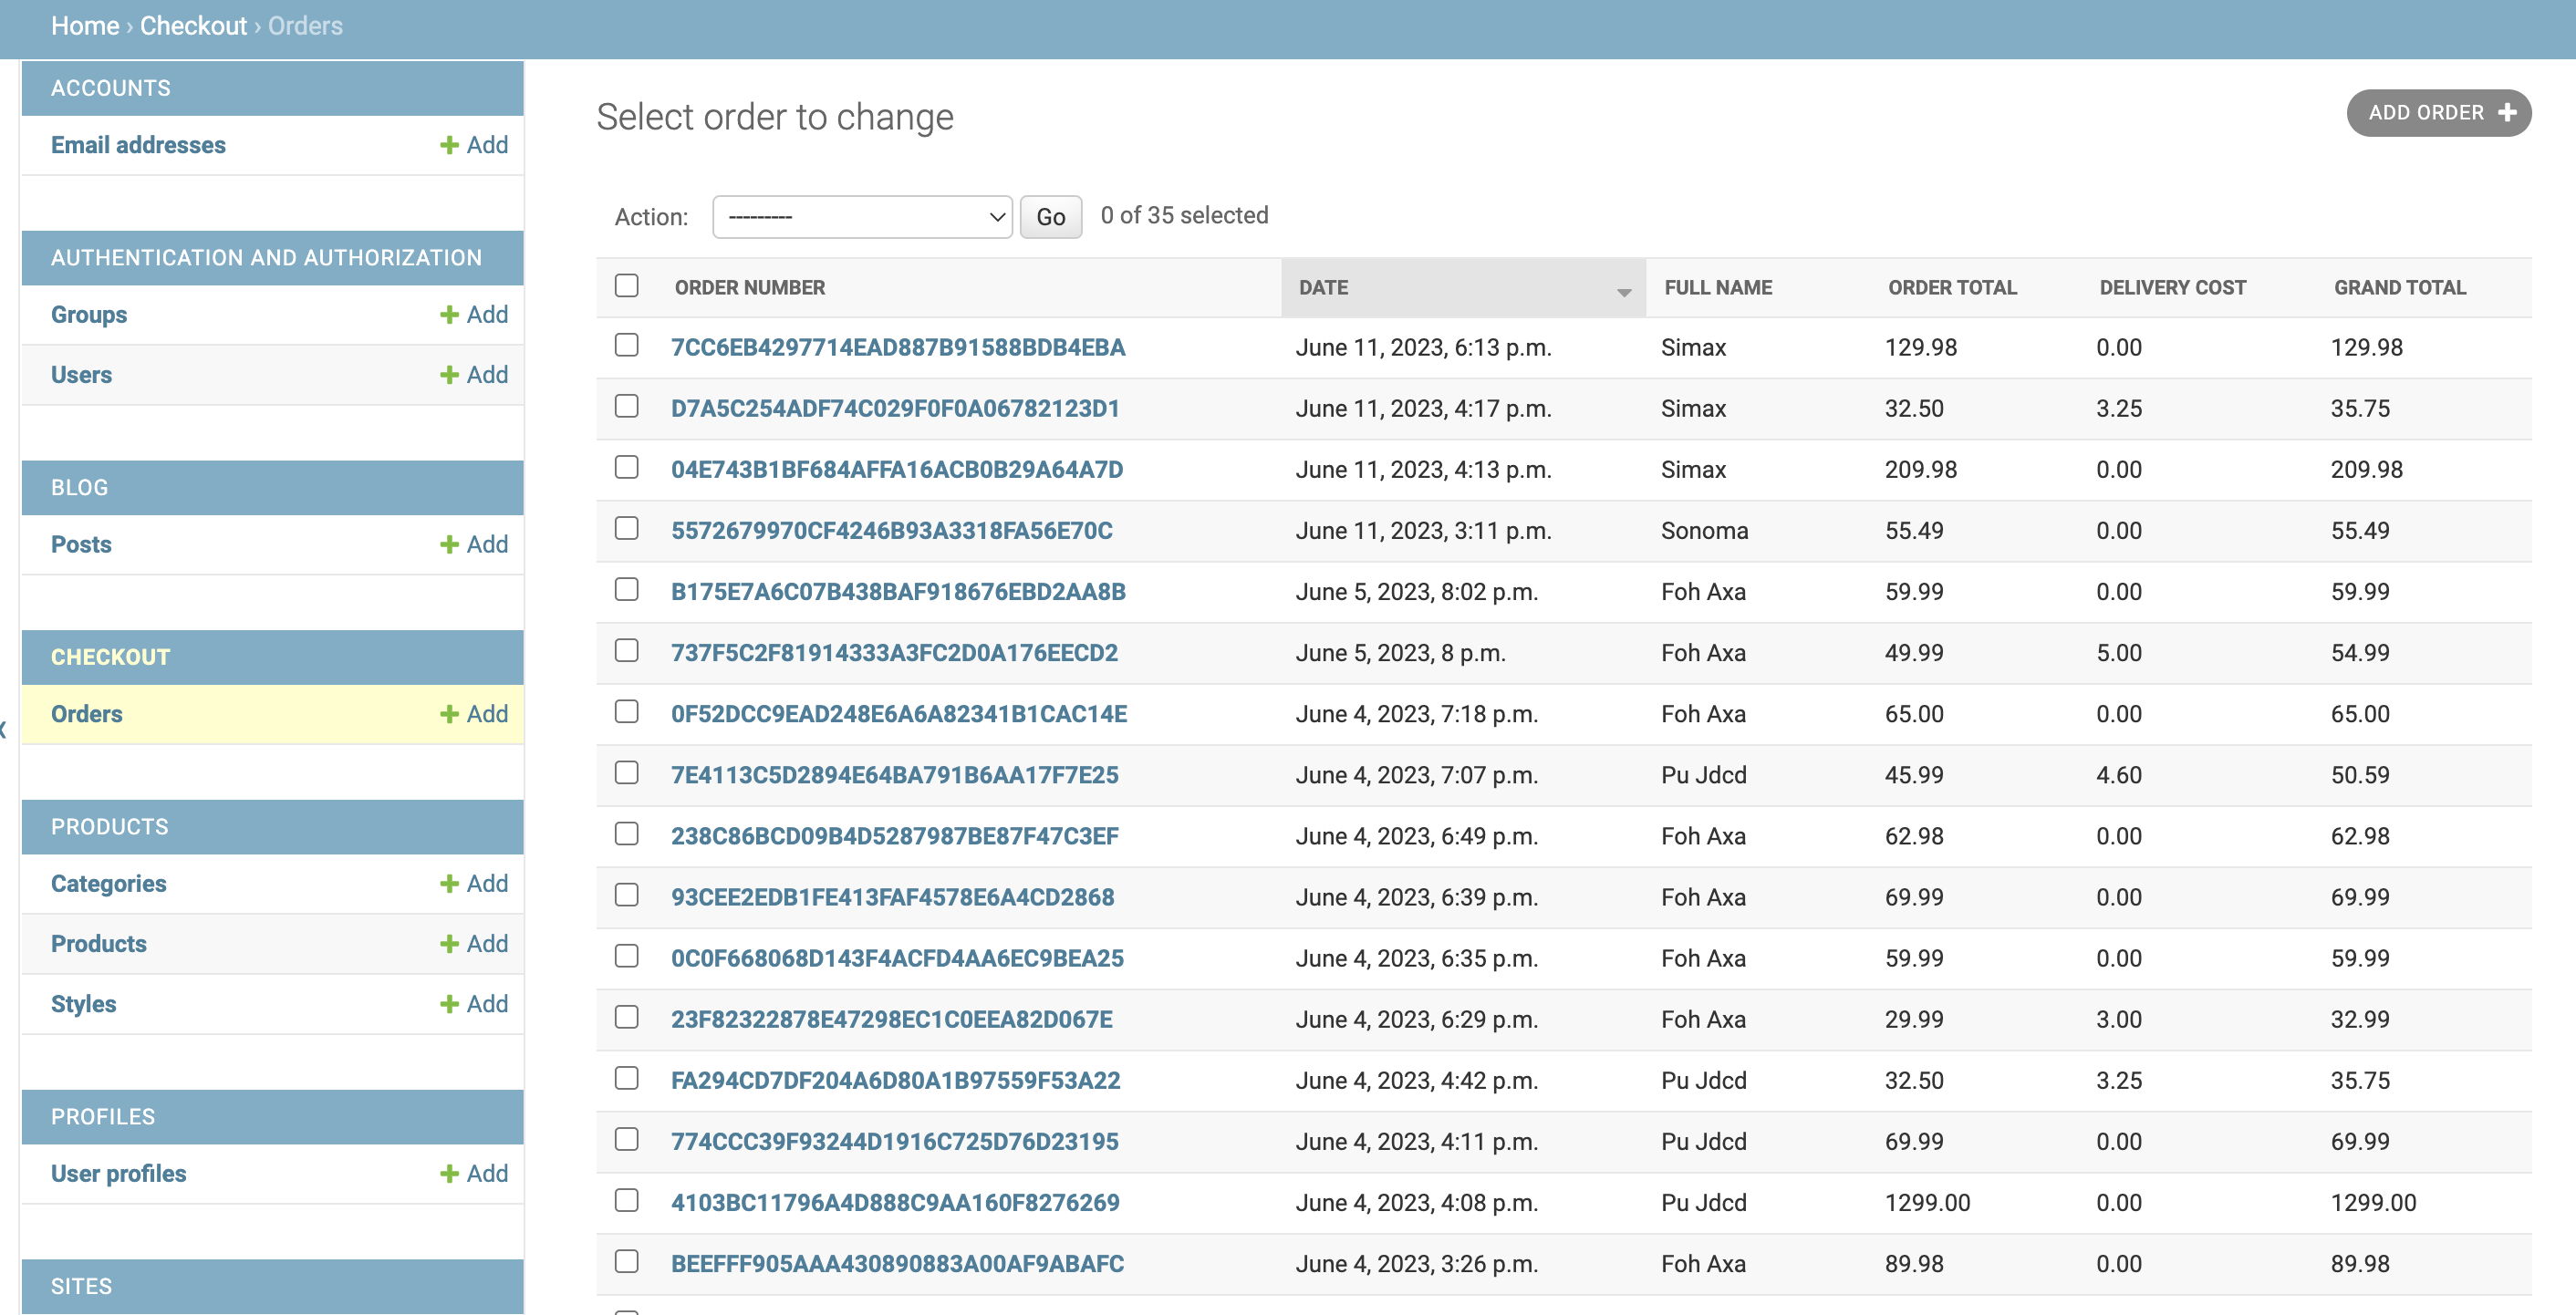 Home › Checkout › Orders
ACCOUNTS
Email addresses + Add
AUTHENTICATION AND AUTHORIZATION
Groups + Add
Users + Add
BLOG
Posts + Add
CHECKOUT
Orders + Add
PRODUCTS
Categories + Add
Products + Add
Styles + Add
PROFILES
User profiles + Add
SITES
Select order to change
ADD ORDER +
Action: --------- Go 0 of 35 selected
ORDER NUMBER DATE FULL NAME ORDER TOTAL DELIVERY COST GRAND TOTAL
7CC6EB4297714EAD887B91588BDB4EBA June 11, 2023, 6:13 p.m. Simax 129.98 0.00 129.98
D7A5C254ADF74C029F0F0A06782123D1 June 11, 2023, 4:17 p.m. Simax 32.50 3.25 35.75
04E743B1BF684AFFA16ACB0B29A64A7D June 11, 2023, 4:13 p.m. Simax 209.98 0.00 209.98
5572679970CF4246B93A3318FA56E70C June 11, 2023, 3:11 p.m. Sonoma 55.49 0.00 55.49
B175E7A6C07B438BAF918676EBD2AA8B June 5, 2023, 8:02 p.m. Foh Axa 59.99 0.00 59.99
737F5C2F81914333A3FC2D0A176EECD2 June 5, 2023, 8 p.m. Foh Axa 49.99 5.00 54.99
0F52DCC9EAD248E6A6A82341B1CAC14E June 4, 2023, 7:18 p.m. Foh Axa 65.00 0.00 65.00
7E4113C5D2894E64BA791B6AA17F7E25 June 4, 2023, 7:07 p.m. Pu Jdcd 45.99 4.60 50.59
238C86BCD09B4D5287987BE87F47C3EF June 4, 2023, 6:49 p.m. Foh Axa 62.98 0.00 62.98
93CEE2EDB1FE413FAF4578E6A4CD2868 June 4, 2023, 6:39 p.m. Foh Axa 69.99 0.00 69.99
0C0F668068D143F4ACFD4AA6EC9BEA25 June 4, 2023, 6:35 p.m. Foh Axa 59.99 0.00 59.99
23F82322878E47298EC1C0EEA82D067E June 4, 2023, 6:29 p.m. Foh Axa 29.99 3.00 32.99
FA294CD7DF204A6D80A1B97559F53A22 June 4, 2023, 4:42 p.m. Pu Jdcd 32.50 3.25 35.75
774CCC39F93244D1916C725D76D23195 June 4, 2023, 4:11 p.m. Pu Jdcd 69.99 0.00 69.99
4103BC11796A4D888C9AA160F8276269 June 4, 2023, 4:08 p.m. Pu Jdcd 1299.00 0.00 1299.00
BEEFFF905AAA430890883A00AF9ABAFC June 4, 2023, 3:26 p.m. Foh Axa 89.98 0.00 89.98